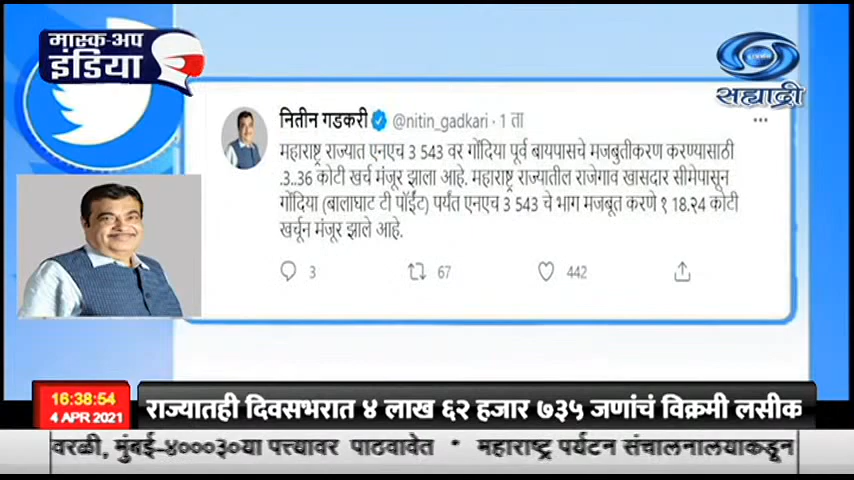 मास्क-अप
इंडिया
सह्याद्री
नितीन गडकरी @nitin_gadkari · 1 ता
महाराष्ट्र राज्यात एनएच 3 543 वर गोंदिया पूर्व बायपासचे मजबुतीकरण करण्यासाठी
.3..36 कोटी खर्च मंजूर झाला आहे. महाराष्ट्र राज्यातील राजेगाव खासदार सीमेपासून
गोंदिया (बालाघाट टी पॉईंट) पर्यंत एनएच 3 543 चे भाग मजबूत करणे १ 18.२4 कोटी
खर्चून मंजूर झाले आहे.
3 67 442
16:38:54
4 APR 2021
राज्यातही दिवसभरात ४ लाख ६२ हजार ७३५ जणांचं विक्रमी लसीक
वरळी, मुंबई-४०००३०या पत्त्यावर पाठवावेत * महाराष्ट्र पर्यटन संचालनालयाकडून